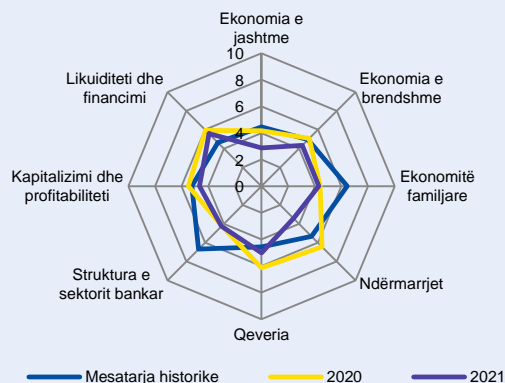 Ekonomia e
jashtme
10
8
6
4
2
0
Ekonomia e
brendshme
Ekonomitë
familjare
Ndërmarrjet
Qeveria
Struktura e
sektorit bankar
Kapitalizimi dhe
profitabiliteti
Likuiditeti dhe
financimi
Mesatarja historike
2020
2021